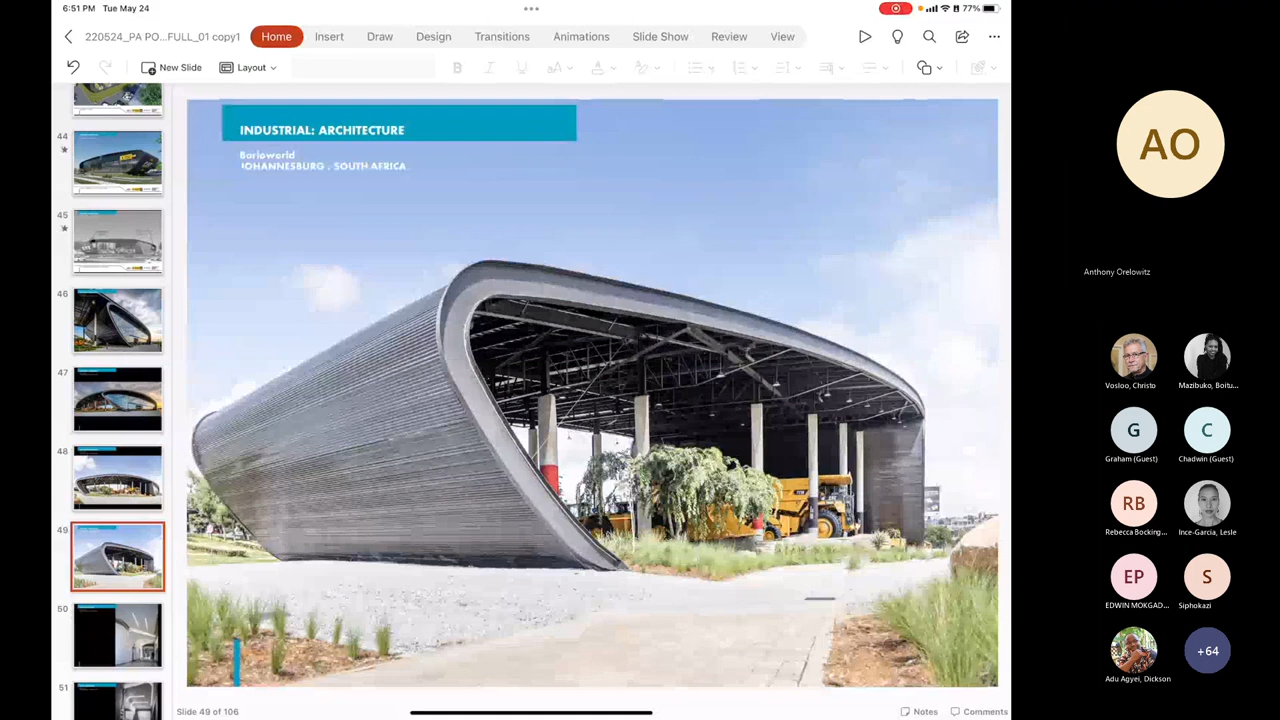 6:51 PM Tue May 24
77%
220524_PA PO...FULL_01 copy1
Home
Insert
Draw
Design
Transitions
Animations
Slide Show
Review
View
New Slide
Layout
B
I
U
44
45
46
47
48
49
50
51
INDUSTRIAL: ARCHITECTURE
Barloworld
JOHANNESBURG . SOUTH AFRICA
Slide 49 of 106
Notes
Comments
AO
Anthony Orelowitz
Vosloo, Christo
Mazibuko, Boitu...
G
C
Graham (Guest)
Chadwin (Guest)
RB
Rebecca Bocking...
Ince-Garcia, Lesle
EP
S
EDWIN MOKGAD...
Siphokazi
+64
Adu Agyei, Dickson